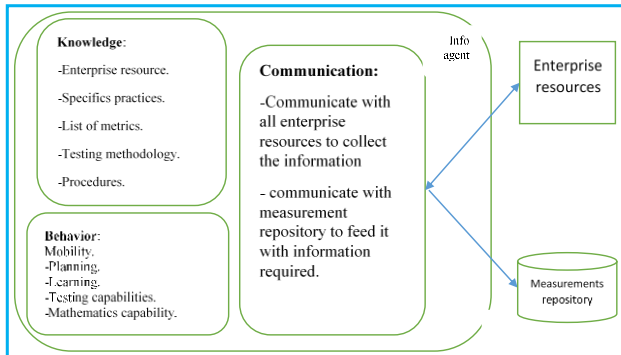 Knowledge:
-Enterprise resource.
-Specifics practices.
-List of metrics.
-Testing methodology.
-Procedures.
Behavior:
Mobility.
-Planning.
-Learning.
-Testing capabilities.
-Mathematics capability.
Communication:
-Communicate with
all enterprise
resources to collect
the information
- communicate with
measurement
repository to feed it
with information
required.
Info
agent
Enterprise
resources
Measurements
repository